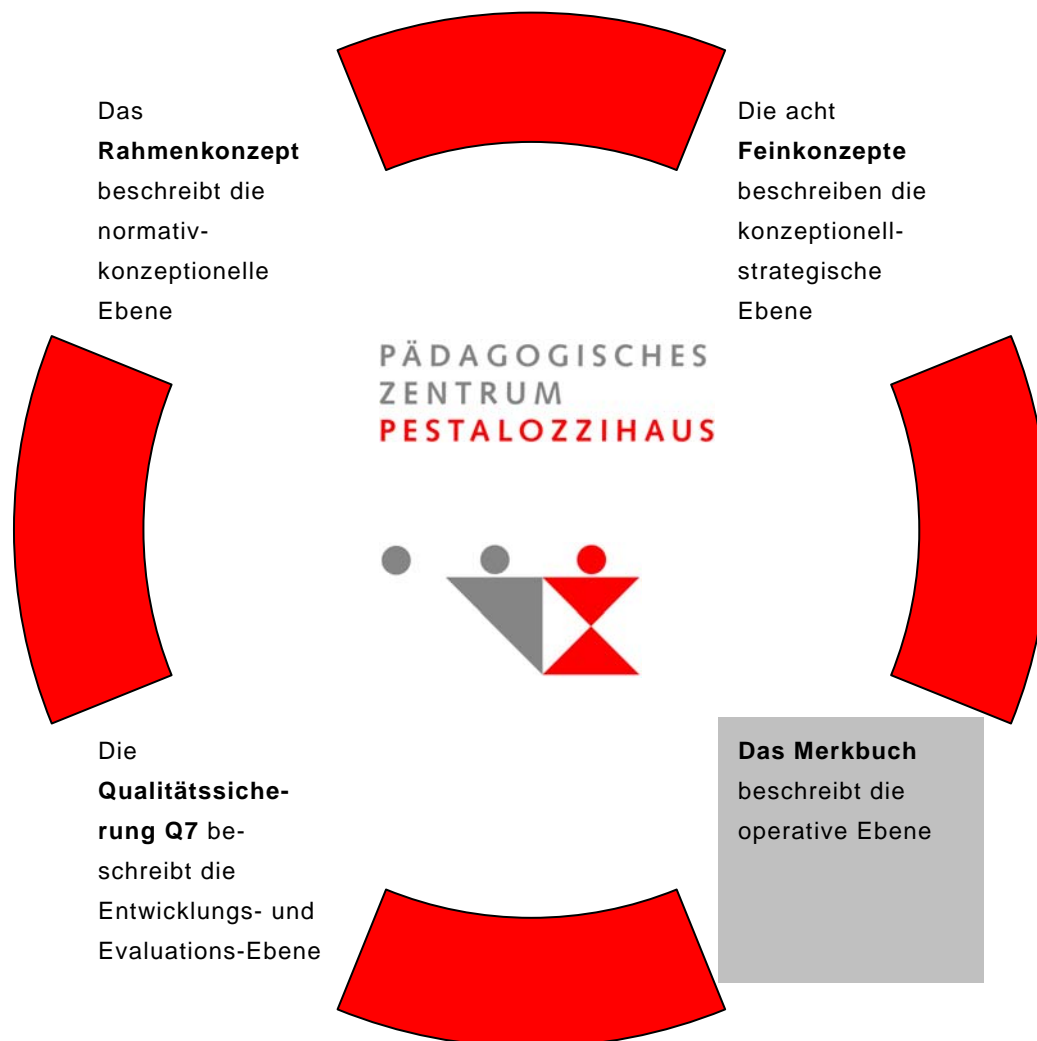 Das
Rahmenkonzept
beschreibt die
normativ-
konzeptionelle
Ebene
Die acht
Feinkonzepte
beschreiben die
konzeptionell-
strategische
Ebene
PÄDAGOGISCHES
ZENTRUM
PESTALOZZIHAUS
Die
Qualitätssiche-
rung Q7 be-
schreibt die
Entwicklungs- und
Evaluations-Ebene
Das Merkbuch
beschreibt die
operative Ebene